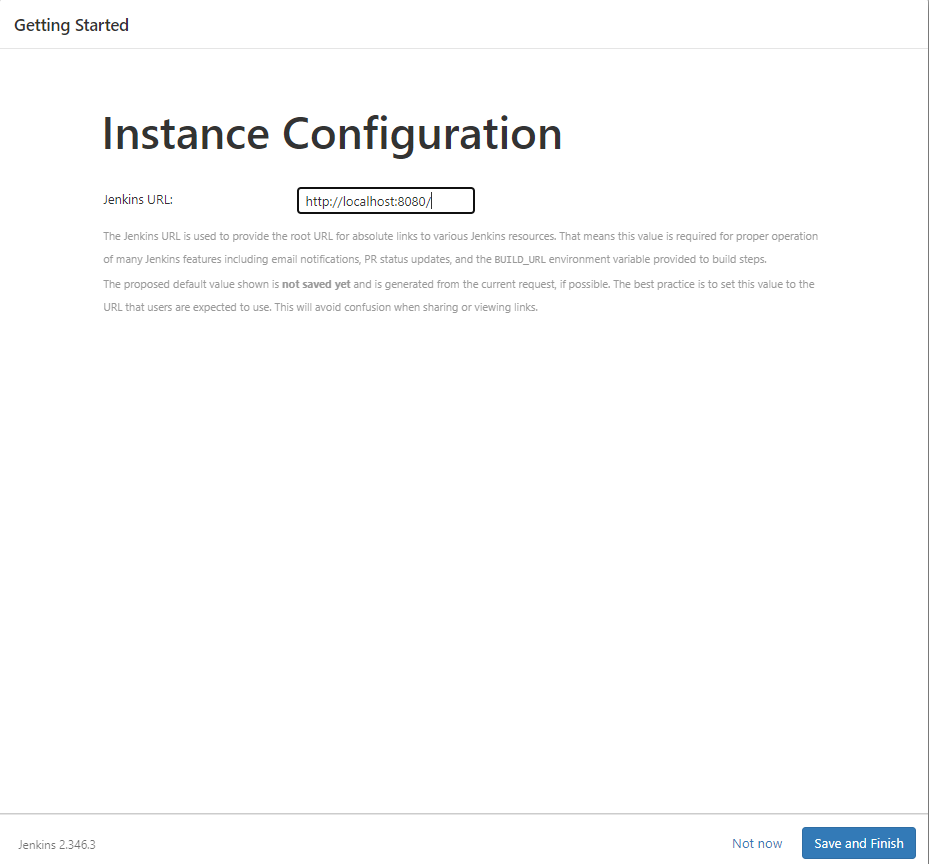 Getting Started
Instance Configuration
Jenkins URL:
http://localhost:8080/
The Jenkins URL is used to provide the root URL for absolute links to various Jenkins resources. That means this value is required for proper operation
of many Jenkins features including email notifications, PR status updates, and the BUILD_URL environment variable provided to build steps.
The proposed default value shown is not saved yet and is generated from the current request, if possible. The best practice is to set this value to the
URL that users are expected to use. This will avoid confusion when sharing or viewing links.
Jenkins 2.346.3
Not now
Save and Finish